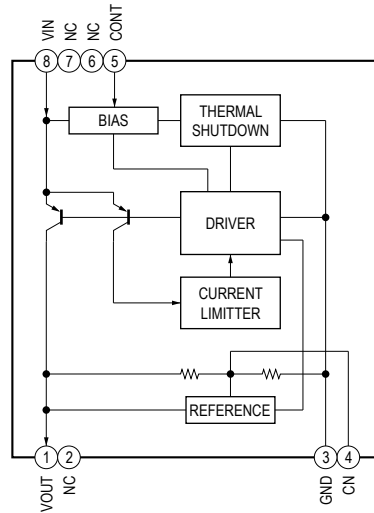 VIN
NC
NC
CONT
8
7
6
5
BIAS
THERMAL
SHUTDOWN
DRIVER
CURRENT
LIMITTER
REFERENCE
1
2
3
4
VOUT
NC
GND
CN